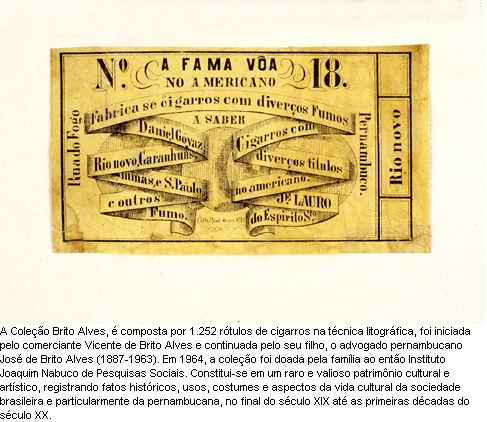 Nº. A FAMA VÔA 18.
NO AMERICANO
Fabrica se cigarros com diverços Fumos
A SABER
Rua do Fogo
Daniel Goyaz
Rio novo, Garanhuns
minas, e S. Paulo
e outros
Fumo.
Cigarros com
diverços titulos
no americano.
Jᵉ LAURO
do Espirito Sᵗᵒ
Pernambuco.
Rio novo
A Coleção Brito Alves, é composta por 1.252 rótulos de cigarros na técnica litográfica, foi iniciada
pelo comerciante Vicente de Brito Alves e continuada pelo seu filho, o advogado pernambucano
José de Brito Alves (1887-1963). Em 1964, a coleção foi doada pela família ao então Instituto
Joaquim Nabuco de Pesquisas Sociais. Constitui-se em um raro e valioso patrimônio cultural e
artístico, registrando fatos históricos, usos, costumes e aspectos da vida cultural da sociedade
brasileira e particularmente da pernambucana, no final do século XIX até as primeiras décadas do
século XX.